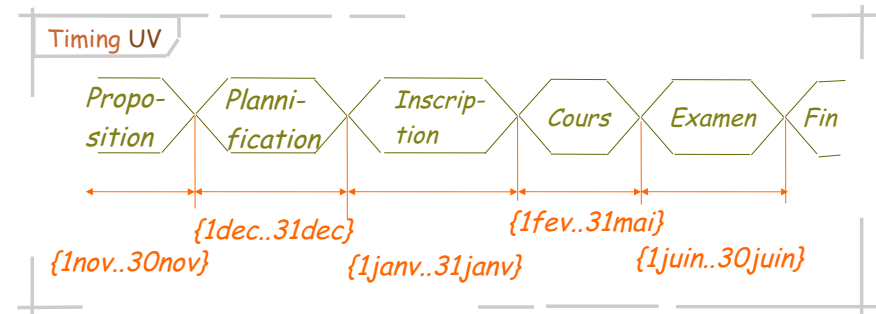 Timing UV
Propo-
sition
Planni-
fication
Inscrip-
tion
Cours
Examen
Fin
{1nov..30nov}
{1dec..31dec}
{1janv..31janv}
{1fev..31mai}
{1juin..30juin}